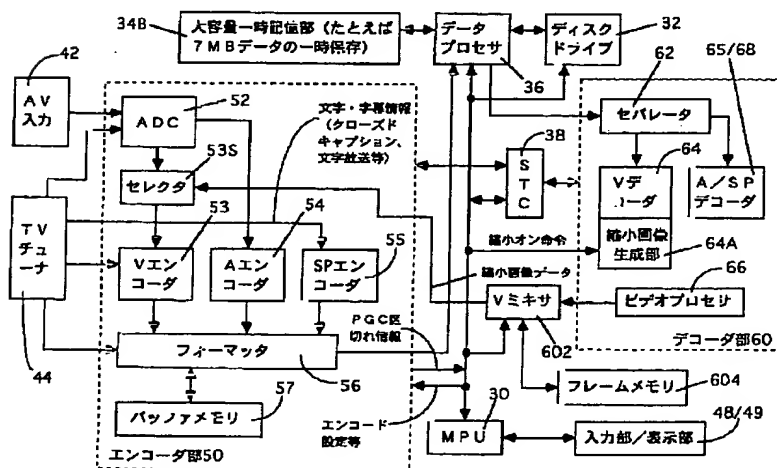 34B
大容量一時記憶部(たとえば
7MBデータの一時保存)
データ
プロセサ
36
ディスク
ドライブ
32
42
AV
入力
52
ADC
文字・字幕情報
(クローズド
キャプション、
文字放送等)
62
65/68
セパレータ
53S
セレクタ
38
STC
64
Vデ
コーダ
A/SP
デコーダ
TV
チューナ
44
53
Vエン
コーダ
54
Aエン
コーダ
55
SPエン
コーダ
縮小オン命令
縮小画像
生成部
64A
縮小画像データ
66
Vミキサ
602
ビデオプロセサ
PGC区
切れ情報
デコーダ部60
フォーマッタ
56
フレームメモリ
604
57
バッファメモリ
エンコード
設定等
30
MPU
48/49
入力部/表示部
エンコーダ部50